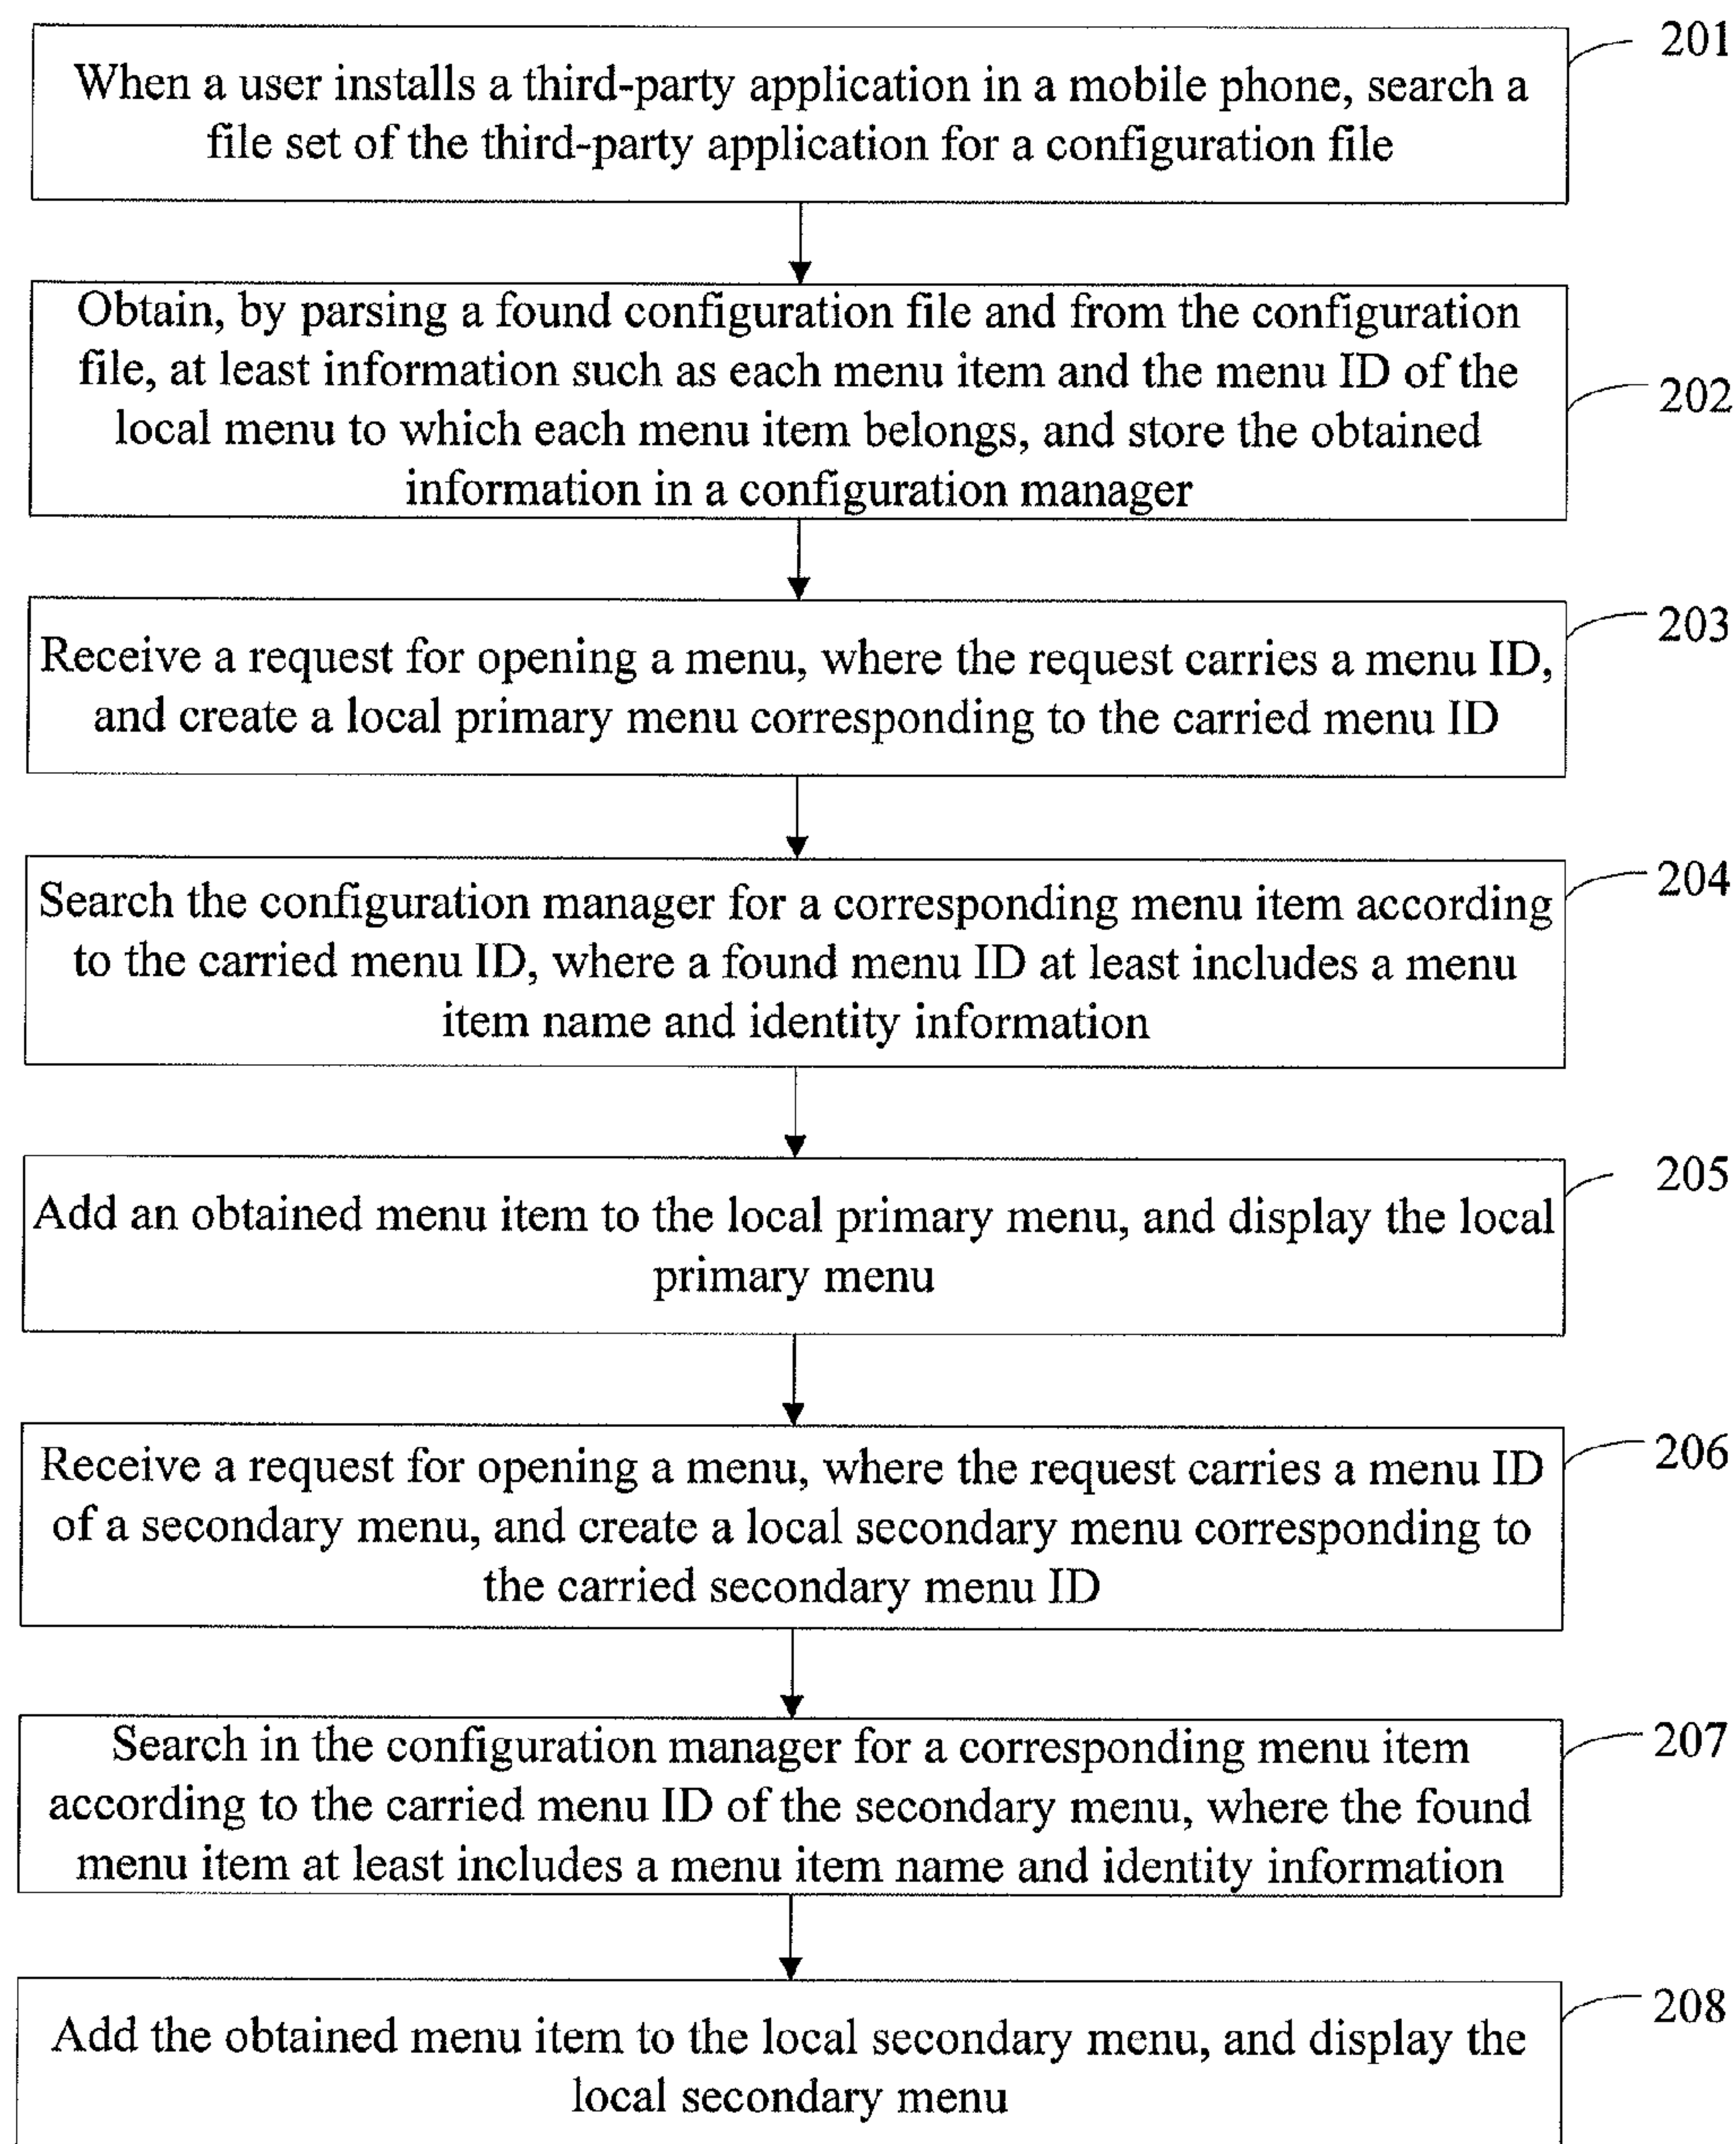 When a user installs a third-party application in a mobile phone, search a
file set of the third-party application for a configuration file
201
Obtain, by parsing a found configuration file and from the configuration
file, at least information such as each menu item and the menu ID of the
local menu to which each menu item belongs, and store the obtained
information in a configuration manager
202
Receive a request for opening a menu, where the request carries a menu ID,
and create a local primary menu corresponding to the carried menu ID
203
Search the configuration manager for a corresponding menu item according
to the carried menu ID, where a found menu ID at least includes a menu
item name and identity information
204
Add an obtained menu item to the local primary menu, and display the local
primary menu
205
Receive a request for opening a menu, where the request carries a menu ID
of a secondary menu, and create a local secondary menu corresponding to
the carried secondary menu ID
206
Search in the configuration manager for a corresponding menu item
according to the carried menu ID of the secondary menu, where the found
menu item at least includes a menu item name and identity information
207
Add the obtained menu item to the local secondary menu, and display the
local secondary menu
208